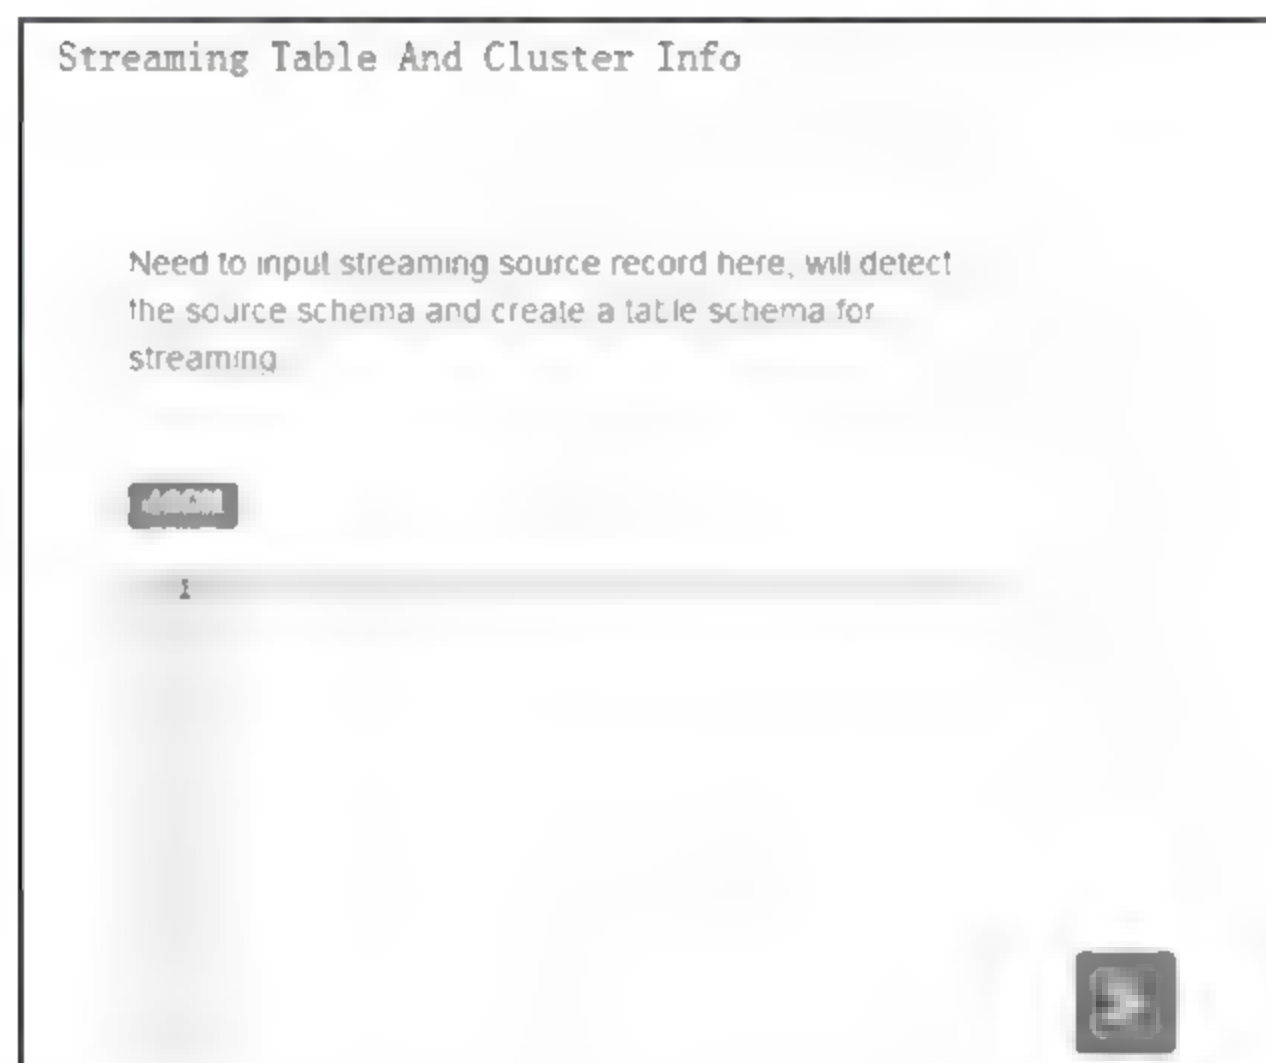 Streaming Table And Cluster Info
Need to input streaming source record here, will detect
the source schema and create a table schema for
streaming
1